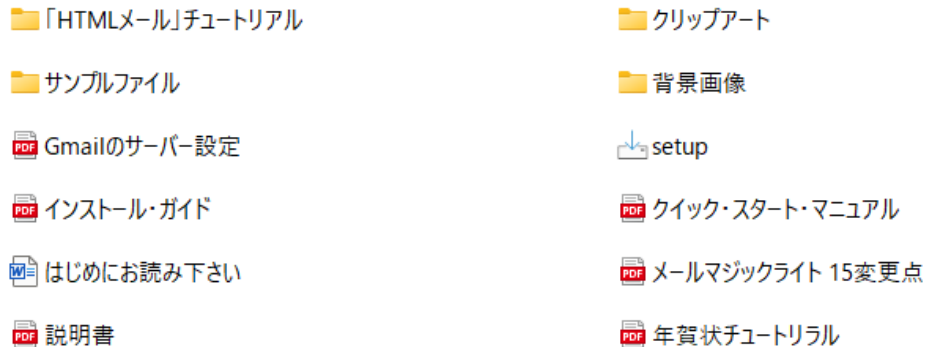 「HTMLメール」チュートリアル
クリップアート
サンプルファイル
背景画像
Gmailのサーバー設定
setup
インストール・ガイド
クイック・スタート・マニュアル
はじめにお読み下さい
メールマジックライト 15変更点
説明書
年賀状チュートリラル